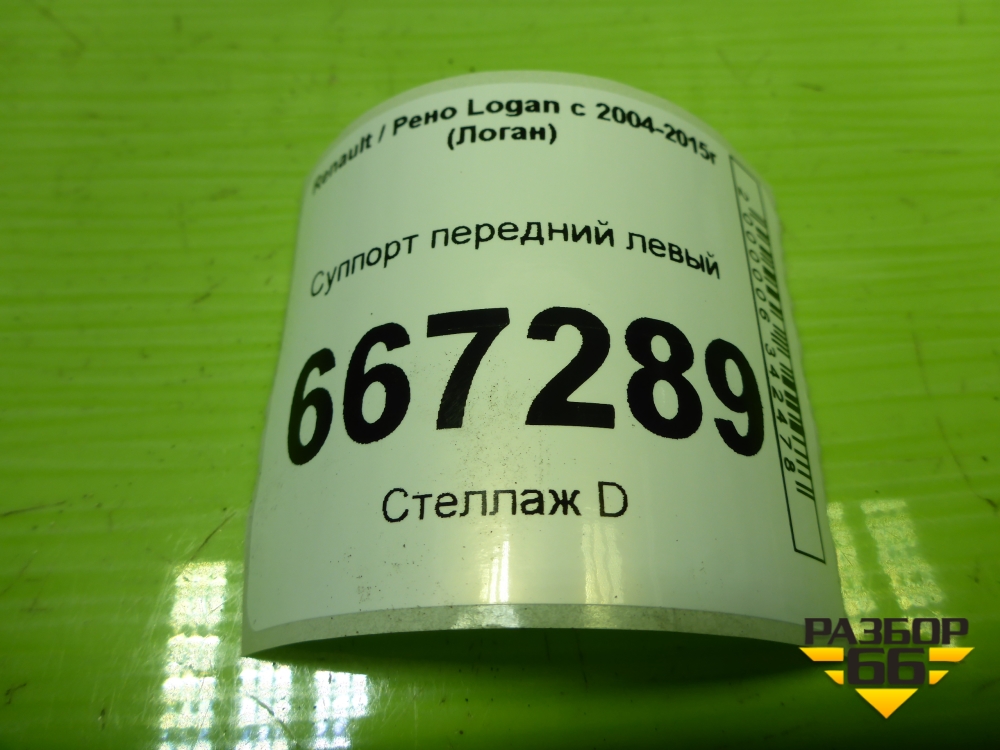 Renault / Рено Logan с 2004-2015г
(Логан)
Суппорт передний левый
667289
Стеллаж D
2000006342478
РАЗБОР
66